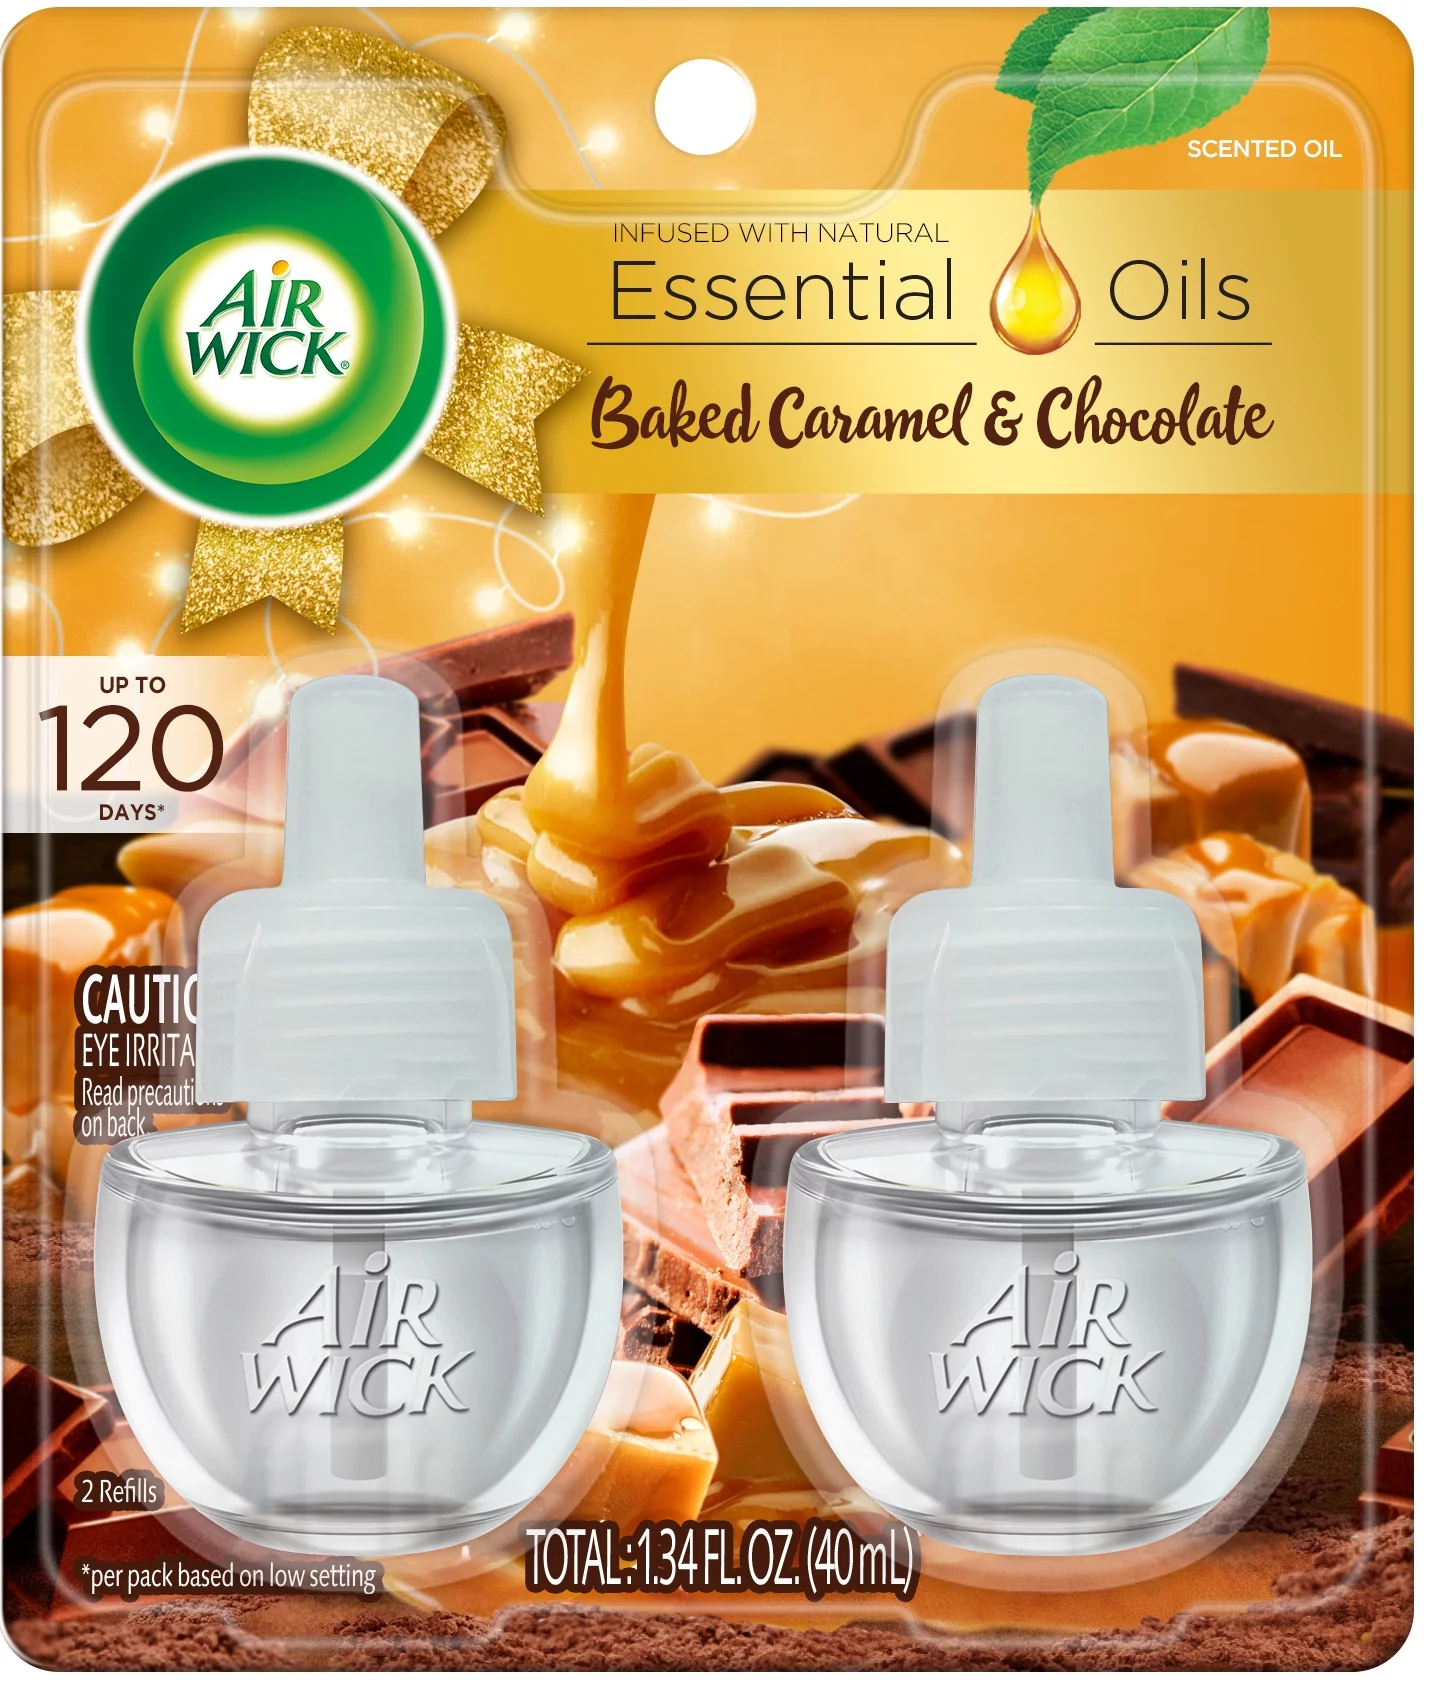 SCENTED OIL
INFUSED WITH NATURAL
Essential Oils
AiR
WICK®
Baked Caramel & Chocolate
UP TO
120
DAYS*
CAUTIO
EYE IRRITA
Read precautions
on back
AiR
WICK
AiR
WICK
2 Refills
TOTAL: 1.34 FL. OZ. (40 mL)
*per pack based on low setting